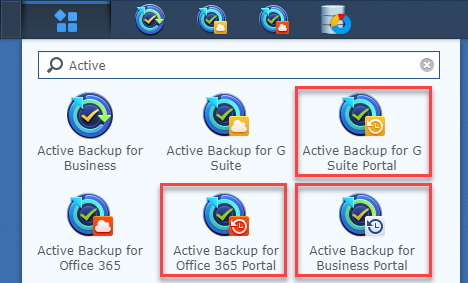 Active
Active Backup for
Business
Active Backup for G
Suite
Active Backup for G
Suite Portal
Active Backup for
Office 365
Active Backup for
Office 365 Portal
Active Backup for
Business Portal